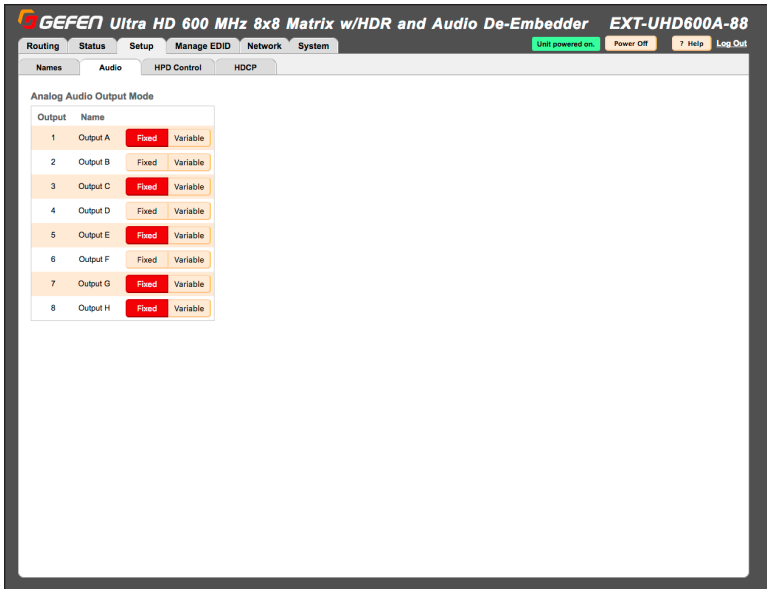 GEFEN Ultra HD 600 MHz 8x8 Matrix w/HDR and Audio De-Embedder EXT-UHD600A-88
Routing Status Setup Manage EDID Network System Unit powered on. Power Off ? Help Log Out
Names Audio HPD Control HDCP
Analog Audio Output Mode
Output Name
1 Output A Fixed Variable
2 Output B Fixed Variable
3 Output C Fixed Variable
4 Output D Fixed Variable
5 Output E Fixed Variable
6 Output F Fixed Variable
7 Output G Fixed Variable
8 Output H Fixed Variable